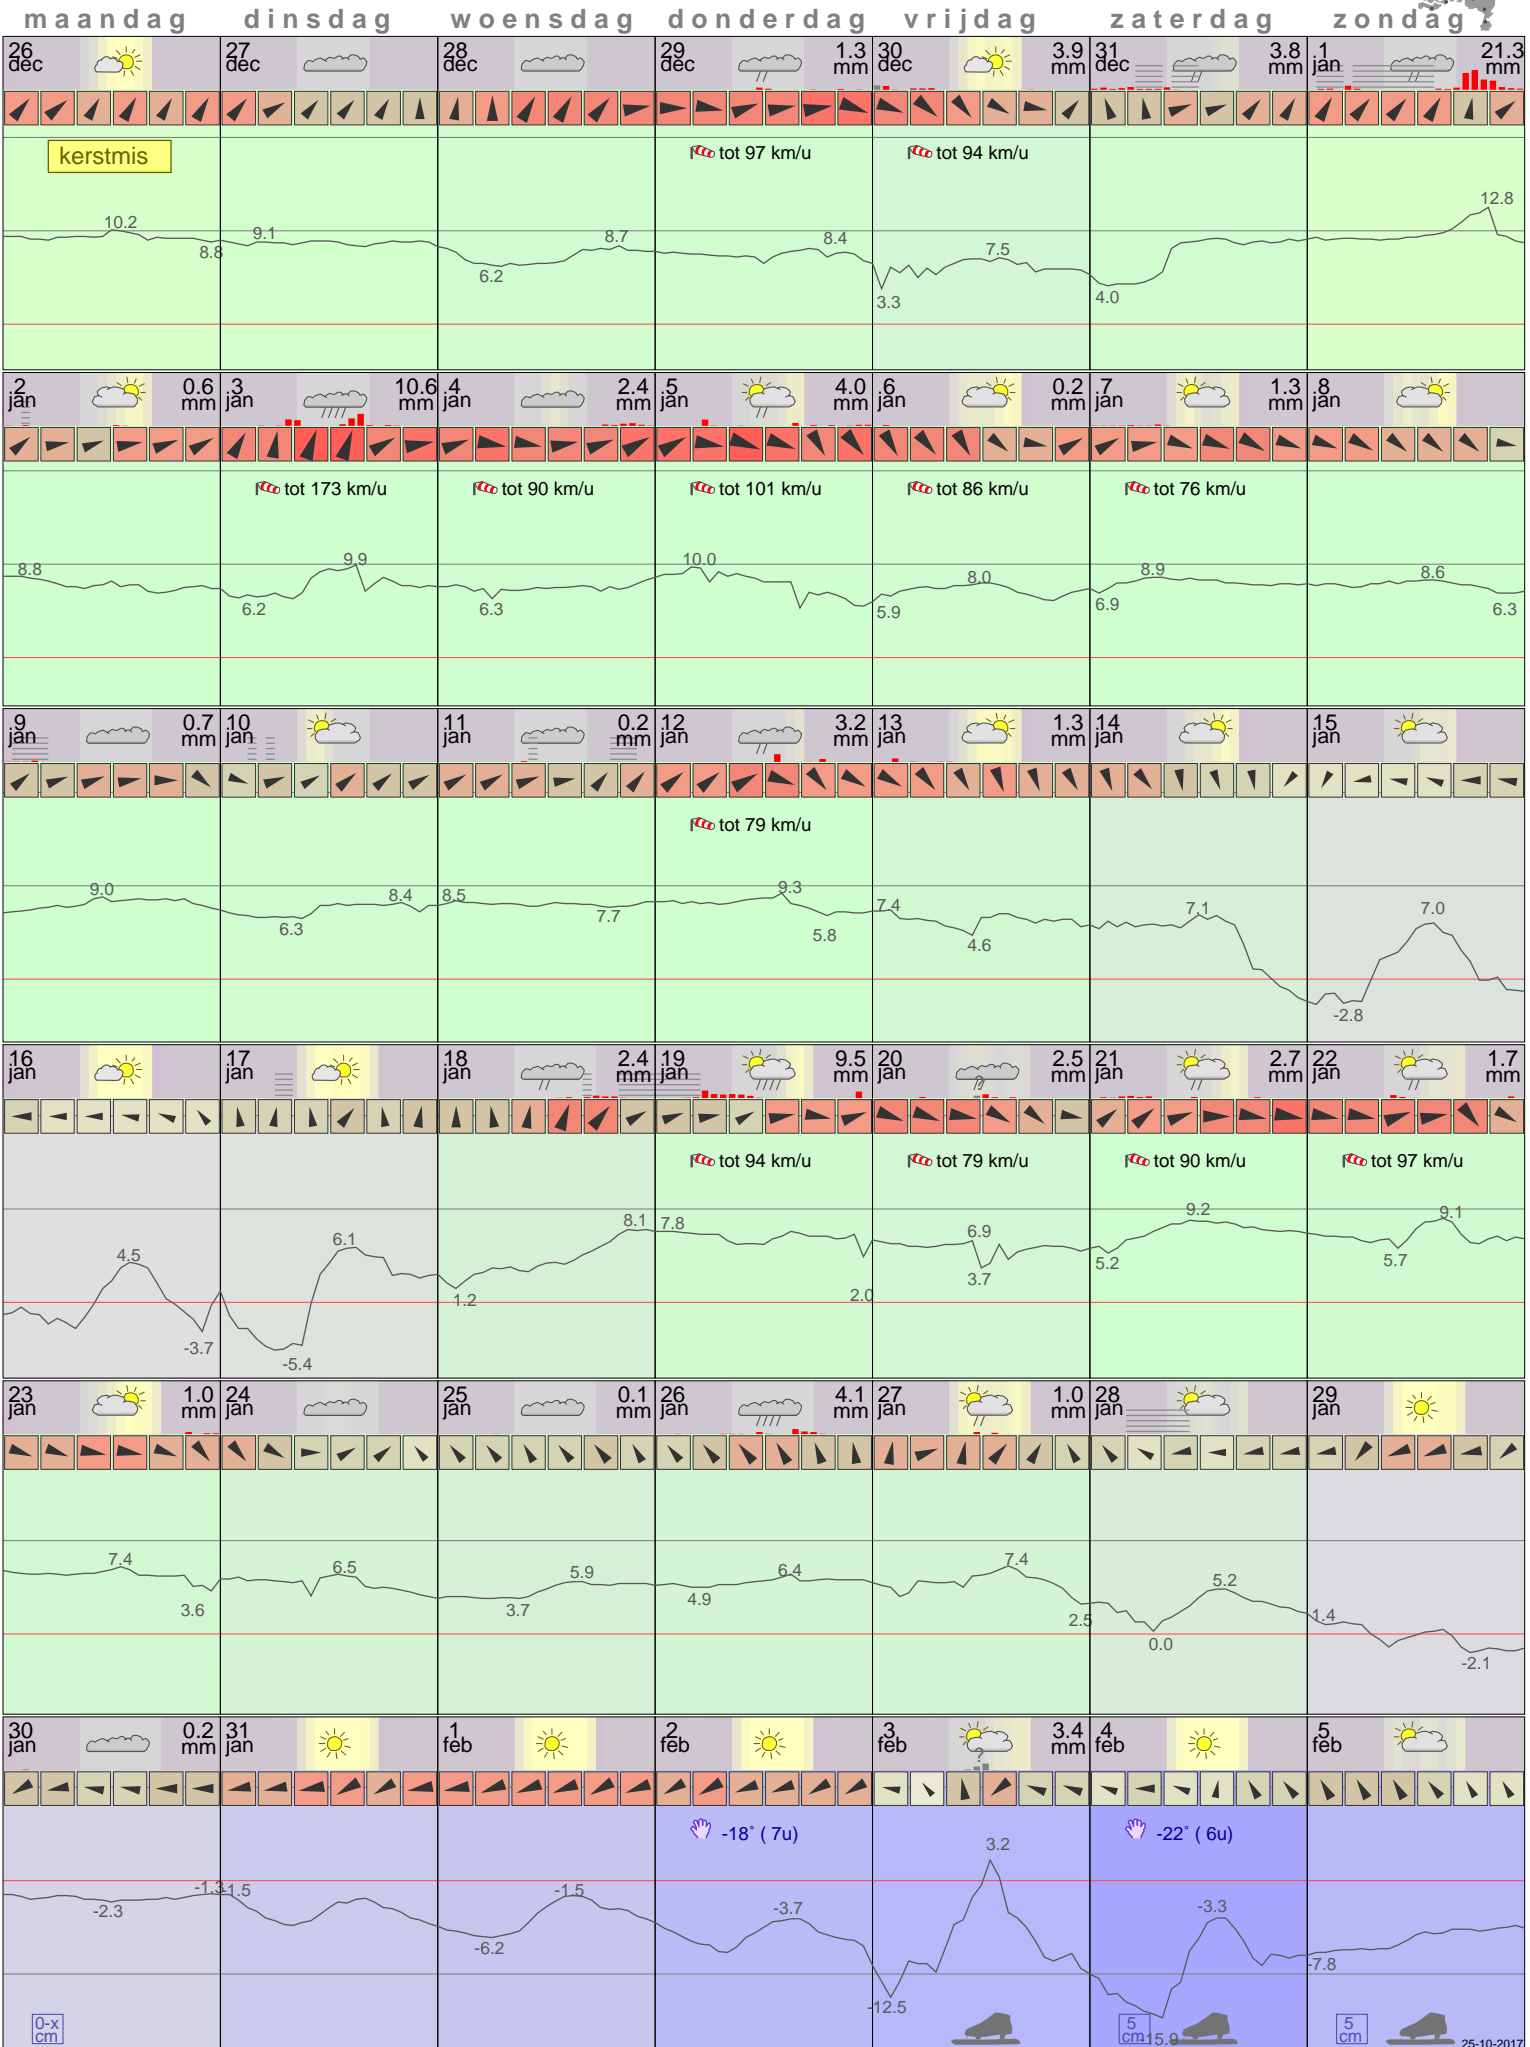 maandag dinsdag woensdag donderdag vrijdag zaterdag zondag
26 dec
27 dec
28 dec
29 dec 1.3 mm
30 dec 3.9 mm
31 dec 3.8 mm
1 jan 21.3 mm
kerstmis
tot 97 km/u
tot 94 km/u
10.2
8.8
9.1
6.2
8.7
8.4
3.3
7.5
4.0
12.8
2 jan 0.6 mm
3 jan 10.6 mm
4 jan 2.4 mm
5 jan 4.0 mm
6 jan 0.2 mm
7 jan 1.3 mm
8 jan
tot 173 km/u
tot 90 km/u
tot 101 km/u
tot 86 km/u
tot 76 km/u
8.8
6.2
9.9
6.3
10.0
5.9
8.0
6.9
8.9
8.6
6.3
9 jan 0.7 mm
10 jan
11 jan 0.2 mm
12 jan 3.2 mm
13 jan 1.3 mm
14 jan
15 jan
tot 79 km/u
9.0
6.3
8.4
8.5
7.7
9.3
5.8
7.4
4.6
7.1
-2.8
7.0
16 jan
17 jan
18 jan 2.4 mm
19 jan 9.5 mm
20 jan 2.5 mm
?
21 jan 2.7 mm
22 jan 1.7 mm
tot 94 km/u
tot 79 km/u
tot 90 km/u
tot 97 km/u
4.5
-3.7
-5.4
6.1
1.2
8.1
7.8
2.0
6.9
3.7
5.2
9.2
5.7
9.1
23 jan 1.0 mm
24 jan
25 jan 0.1 mm
26 jan 4.1 mm
27 jan 1.0 mm
28 jan
29 jan
7.4
3.6
6.5
3.7
5.9
4.9
6.4
7.4
2.5
0.0
5.2
1.4
-2.1
30 jan 0.2 mm
31 jan
1 feb
2 feb
3 feb 3.4 mm
?
4 feb
5 feb
-18° ( 7u)
-22° ( 6u)
-2.3
-1.3
-1.5
-6.2
-1.5
-3.7
-12.5
3.2
-15.9
-3.3
-7.8
0-x cm
5 cm
5 cm
25-10-2017